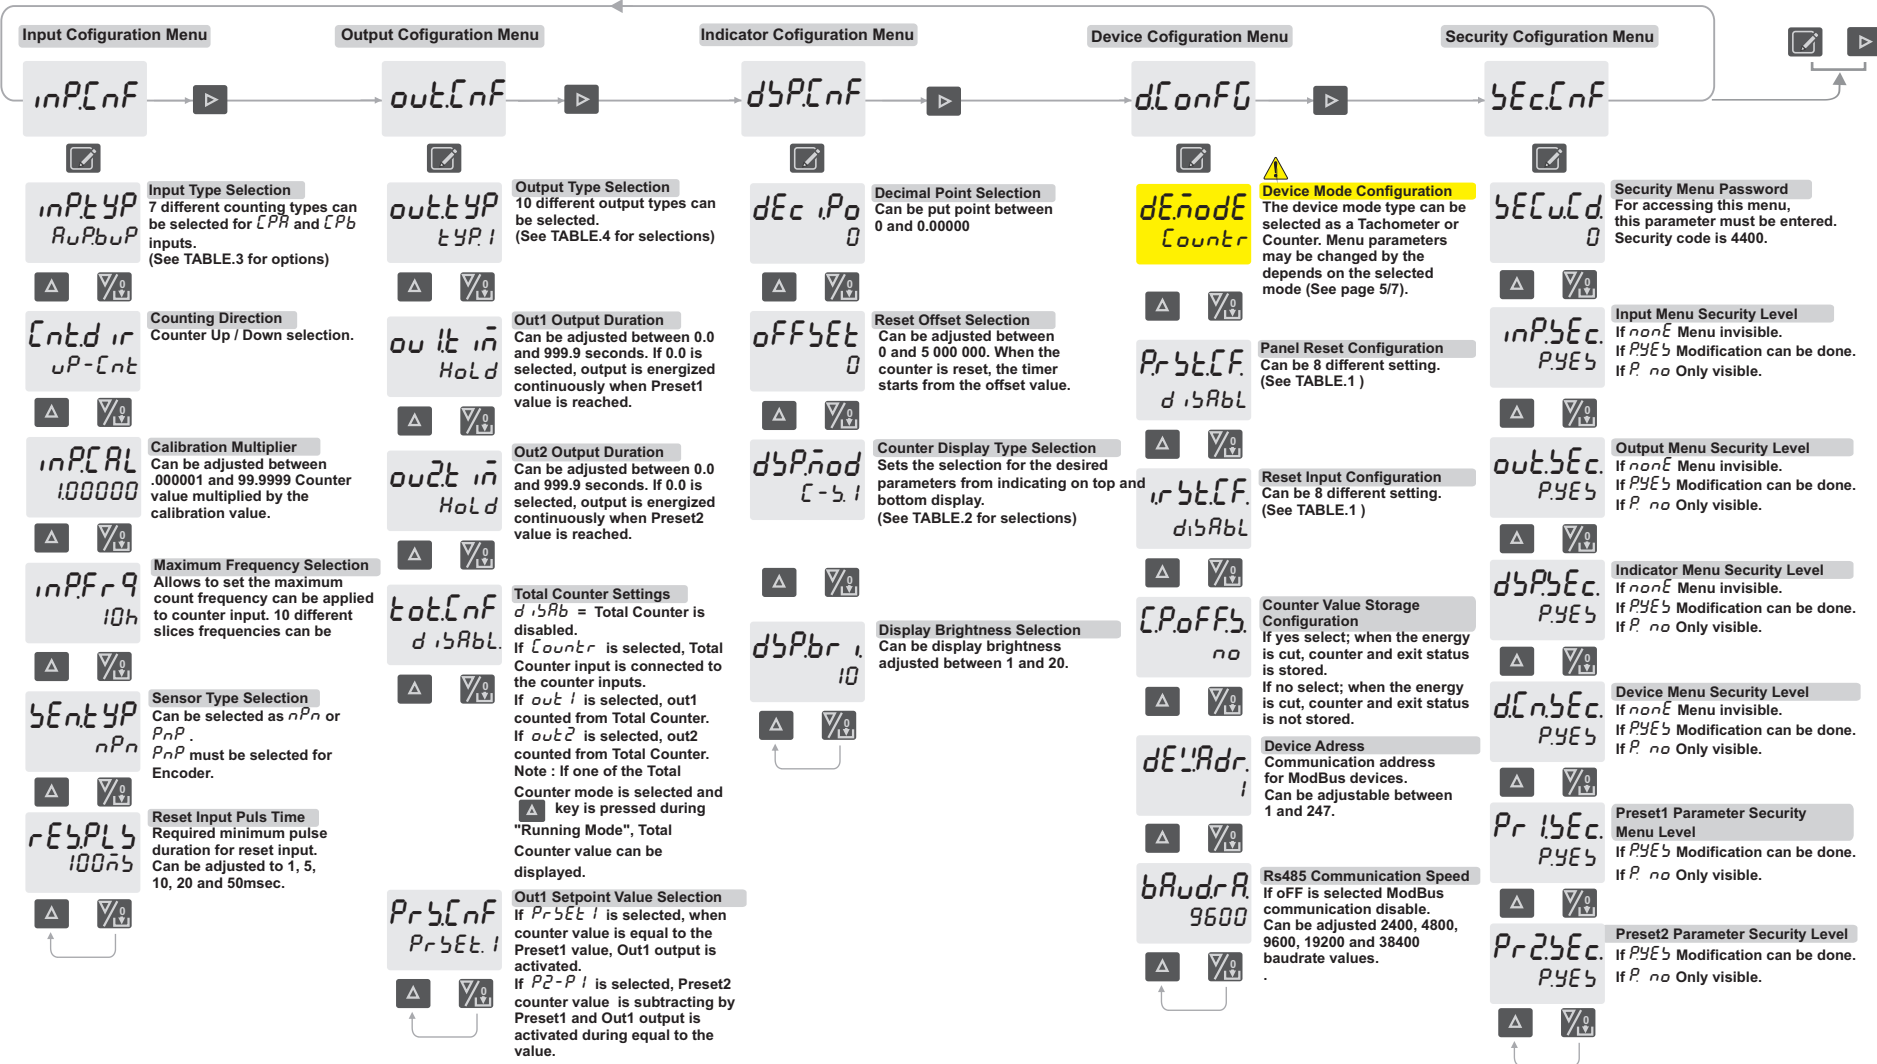 Input Cofiguration Menu
inP.CnF
inP.tYP
AuP.buP
Input Type Selection
7 different counting types can
be selected for CPA and CPb
inputs.
(See TABLE.3 for options)
Cnt.dir
uP-Cnt
Counting Direction
Counter Up / Down selection.
inP.CAL
1.00000
Calibration Multiplier
Can be adjusted between
.000001 and 99.9999 Counter
value multiplied by the
calibration value.
inP.Frq
10h
Maximum Frequency Selection
Allows to set the maximum
count frequency can be applied
to counter input. 10 different
slices frequencies can be
SEn.tYP
nPn
Sensor Type Selection
Can be selected as nPn or
PnP .
PnP must be selected for
Encoder.
rES.PLS
100mS
Reset Input Puls Time
Required minimum pulse
duration for reset input.
Can be adjusted to 1, 5,
10, 20 and 50msec.
Output Cofiguration Menu
out.CnF
out.tYP
tYP.1
Output Type Selection
10 different output types can
be selected.
(See TABLE.4 for selections)
ou1.tim
HoLd
Out1 Output Duration
Can be adjusted between 0.0
and 999.9 seconds. If 0.0 is
selected, output is energized
continuously when Preset1
value is reached.
ou2.tim
HoLd
Out2 Output Duration
Can be adjusted between 0.0
and 999.9 seconds. If 0.0 is
selected, output is energized
continuously when Preset2
value is reached.
tot.CnF
diSAbL.
Total Counter Settings
diSAb = Total Counter is
disabled.
If Countr is selected, Total
Counter input is connected to
the counter inputs.
If out1 is selected, out1
counted from Total Counter.
If out2 is selected, out2
counted from Total Counter.
Note : If one of the Total
Counter mode is selected and
key is pressed during
"Running Mode", Total
Counter value can be
displayed.
PrS.CnF
PrSEt.1
Out1 Setpoint Value Selection
If PrSEt1 is selected, when
counter value is equal to the
Preset1 value, Out1 output is
activated.
If P2-P1 is selected, Preset2
counter value is subtracting by
Preset1 and Out1 output is
activated during equal to the
value.
Indicator Cofiguration Menu
dSP.CnF
dEci.Po
0
Decimal Point Selection
Can be put point between
0 and 0.00000
oFFSEt
0
Reset Offset Selection
Can be adjusted between
0 and 5 000 000. When the
counter is reset, the timer
starts from the offset value.
dSP.mod
C-S.1
Counter Display Type Selection
Sets the selection for the desired
parameters from indicating on top and
bottom display.
(See TABLE.2 for selections)
dSP.bri.
10
Display Brightness Selection
Can be display brightness
adjusted between 1 and 20.
Device Cofiguration Menu
d.ConFG
dE.modE
Countr
Device Mode Configuration
The device mode type can be
selected as a Tachometer or
Counter. Menu parameters
may be changed by the
depends on the selected
mode (See page 5/7).
P.rSt.CF.
diSAbL
Panel Reset Configuration
Can be 8 different setting.
(See TABLE.1 )
i.rSt.CF.
diSAbL
Reset Input Configuration
Can be 8 different setting.
(See TABLE.1 )
C.P.oFF.S.
no
Counter Value Storage
Configuration
If yes select; when the energy
is cut, counter and exit status
is stored.
If no select; when the energy
is cut, counter and exit status
is not stored.
dEV.Adr.
1
Device Adress
Communication address
for ModBus devices.
Can be adjustable between
1 and 247.
bAud.rA.
9600
Rs485 Communication Speed
If oFF is selected ModBus
communication disable.
Can be adjusted 2400, 4800,
9600, 19200 and 38400
baudrate values.
.
Security Cofiguration Menu
SEc.CnF
SECu.Cd.
0
Security Menu Password
For accessing this menu,
this parameter must be entered.
Security code is 4400.
inP.SEc.
P.YES
Input Menu Security Level
If nonE Menu invisible.
If P.YES Modification can be done.
If P. no Only visible.
out.SEc.
P.YES
Output Menu Security Level
If nonE Menu invisible.
If P.YES Modification can be done.
If P. no Only visible.
dSP.SEc.
P.YES
Indicator Menu Security Level
If nonE Menu invisible.
If P.YES Modification can be done.
If P. no Only visible.
d.Cn.SEc.
P.YES
Device Menu Security Level
If nonE Menu invisible.
If P.YES Modification can be done.
If P. no Only visible.
Pr1.SEc.
P.YES
Preset1 Parameter Security
Menu Level
If P.YES Modification can be done.
If P. no Only visible.
Pr2.SEc.
P.YES
Preset2 Parameter Security Level
If P.YES Modification can be done.
If P. no Only visible.